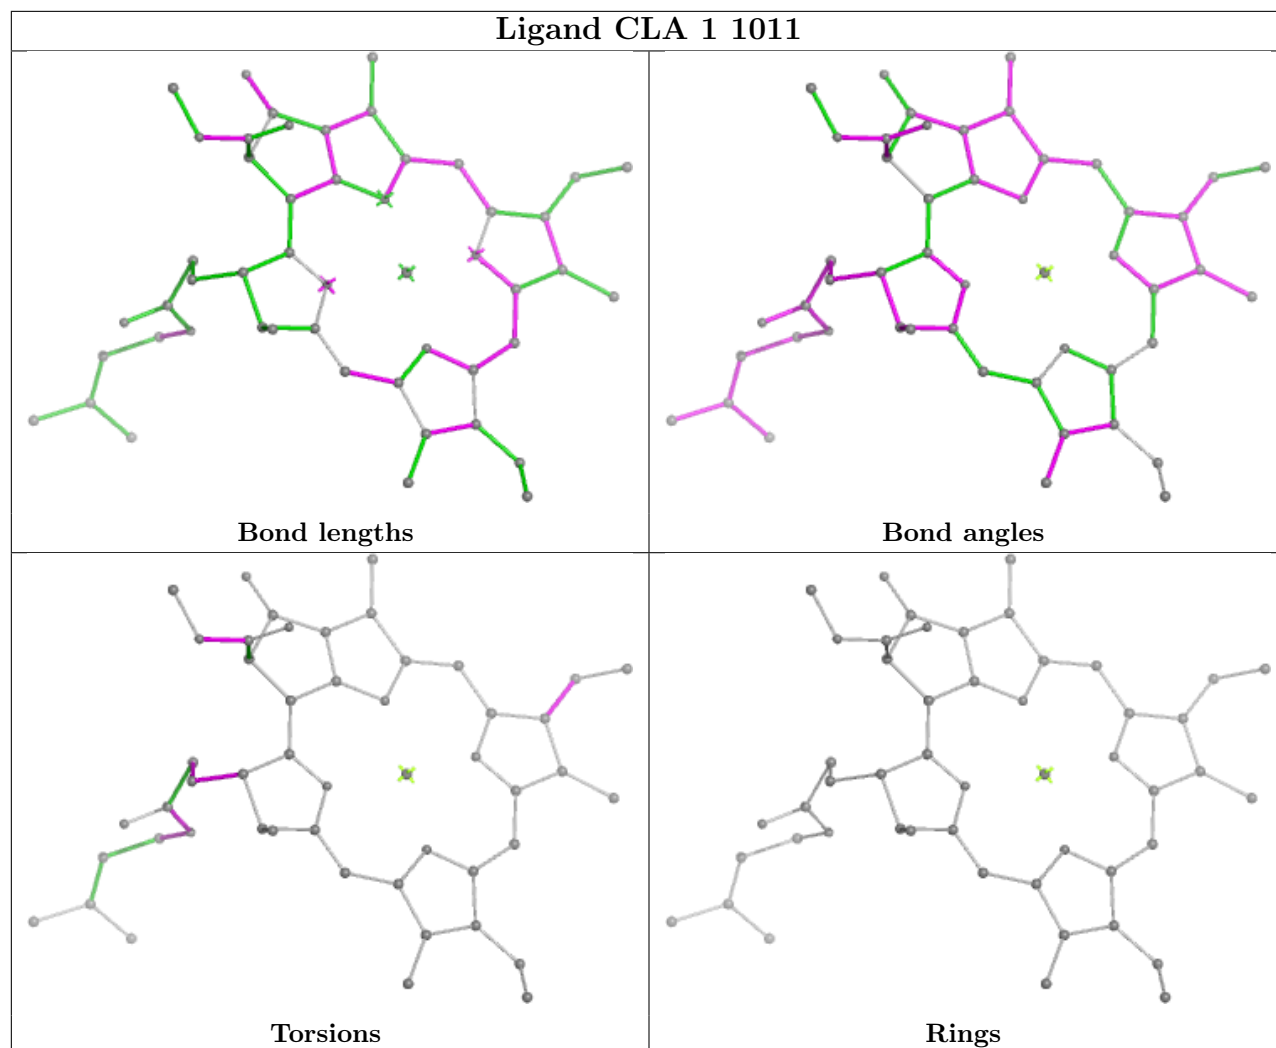 Ligand CLA 1 1011
Bond lengths
Bond angles
Torsions
Rings